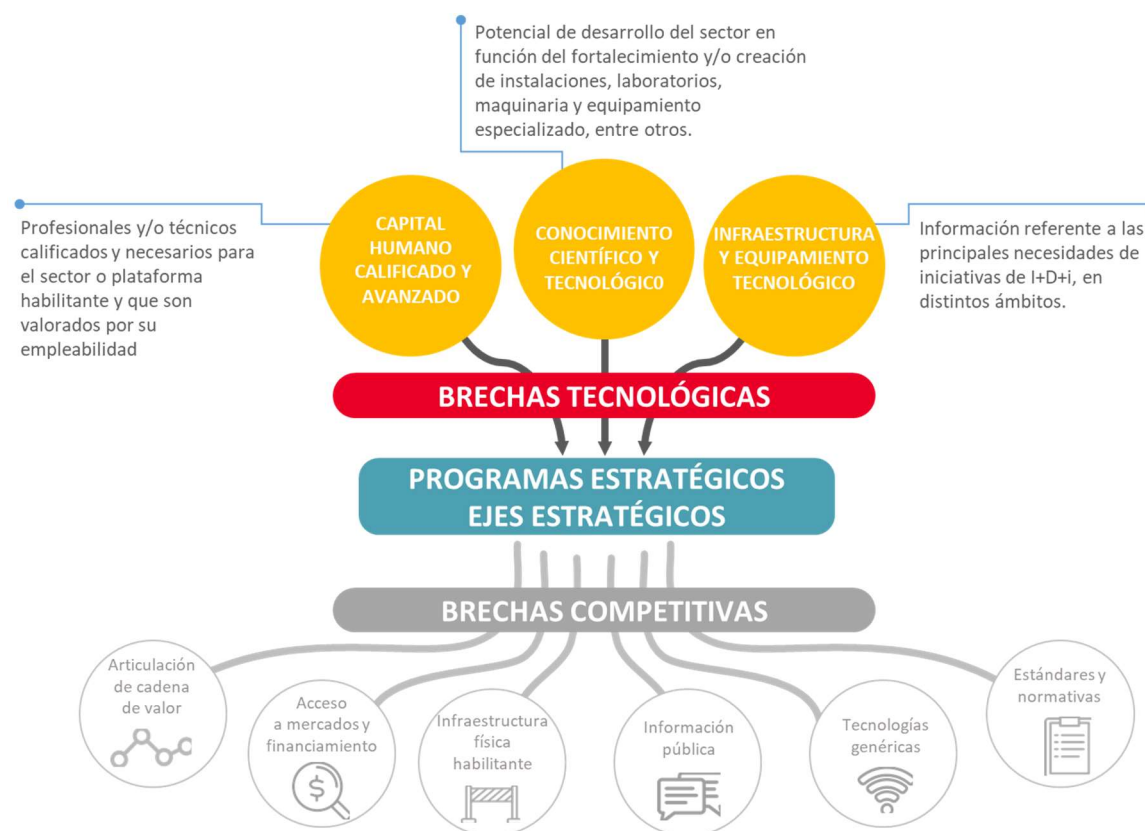 Potencial de desarrollo del sector en
función del fortalecimiento y/o creación
de instalaciones, laboratorios,
maquinaria y equipamiento
especializado, entre otros.
Profesionales y/o técnicos
calificados y necesarios para
el sector o plataforma
habilitante y que son
valorados por su
empleabilidad
CAPITAL
HUMANO
CALIFICADO Y
AVANZADO
CONOCIMIENTO
CIENTÍFICO Y
TECNOLÓGIC0
INFRAESTRUCTURA
Y EQUIPAMIENTO
TECNOLÓGICO
Información referente a las
principales necesidades de
iniciativas de I+D+i, en
distintos ámbitos.
BRECHAS TECNOLÓGICAS
PROGRAMAS ESTRATÉGICOS
EJES ESTRATÉGICOS
BRECHAS COMPETITIVAS
Articulación
de cadena
de valor
Acceso
a mercados y
financiamiento
$
Infraestructura
física
habilitante
Información
pública
Tecnologías
genéricas
Estándares y
normativas